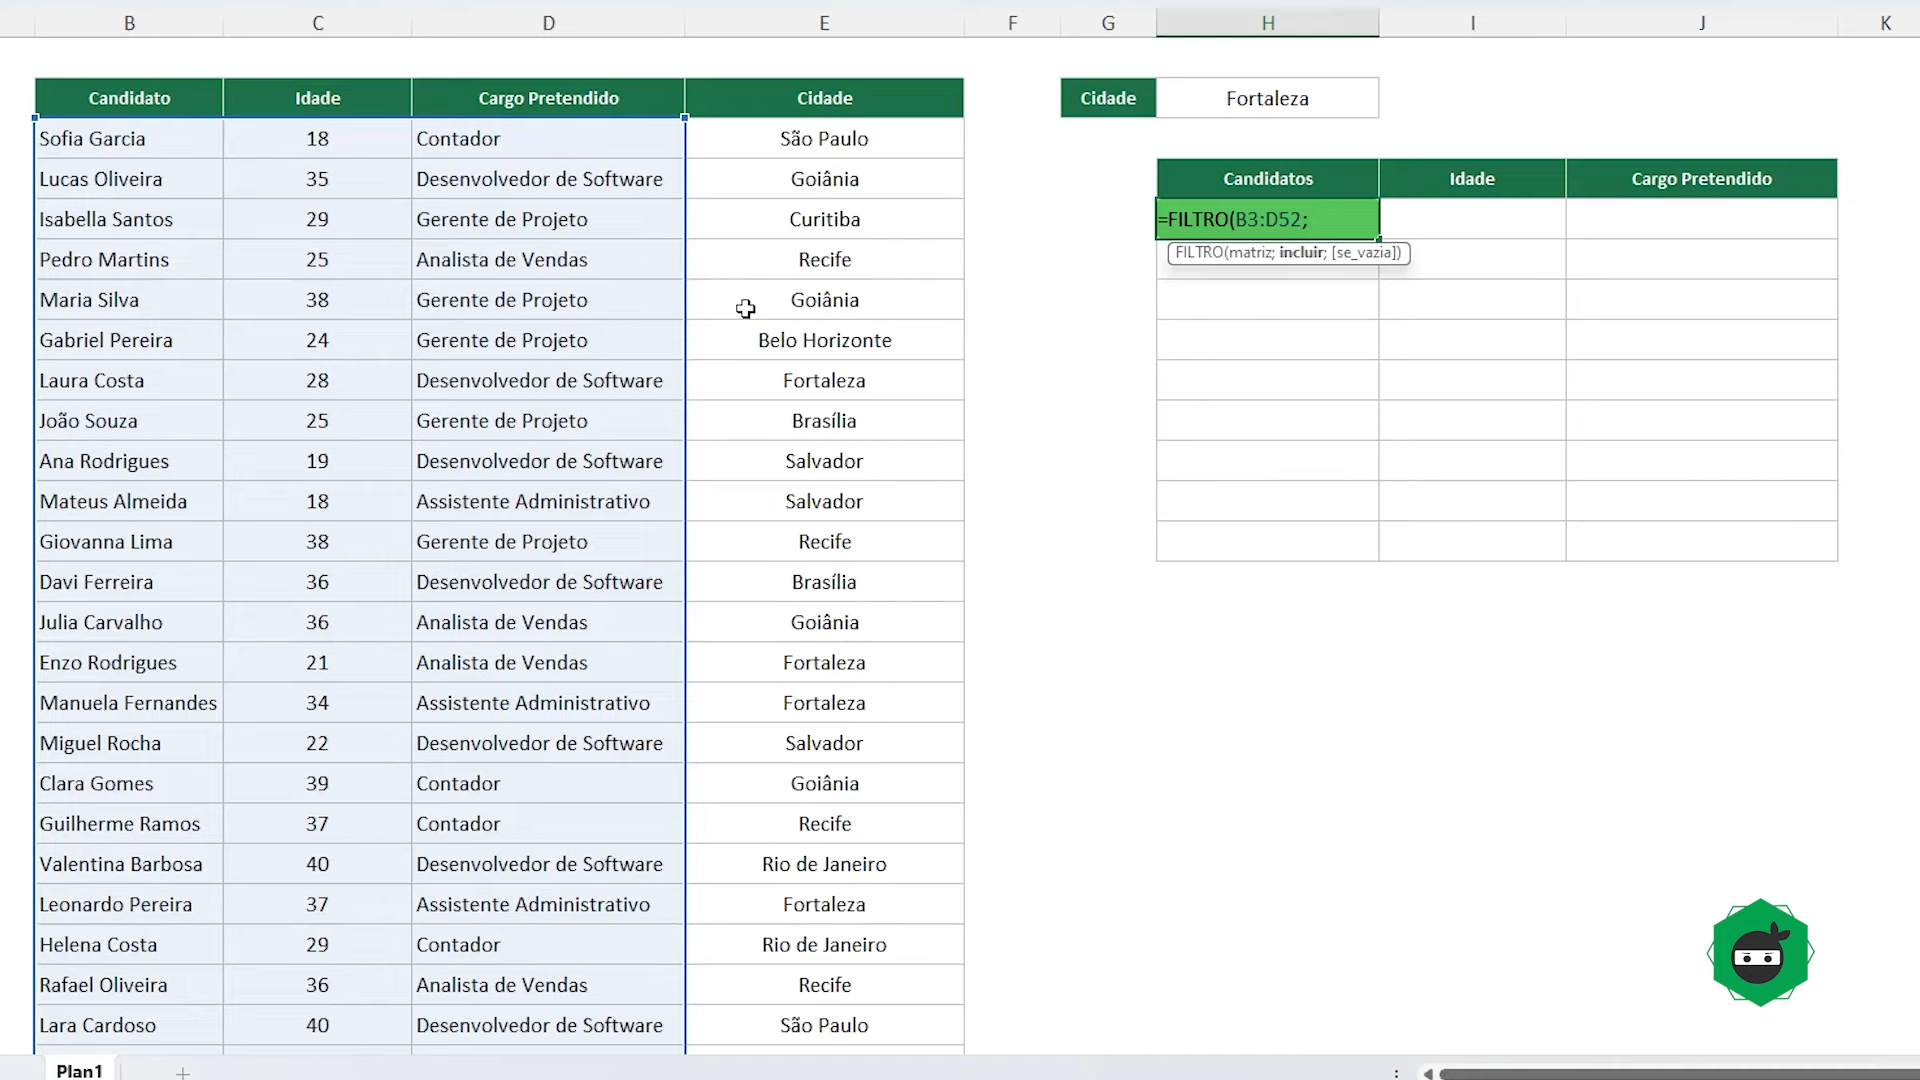 B C D E F G H I J K
Candidato Idade Cargo Pretendido Cidade
Cidade Fortaleza
Sofia Garcia 18 Contador São Paulo
Lucas Oliveira 35 Desenvolvedor de Software Goiânia
Candidatos Idade Cargo Pretendido
Isabella Santos 29 Gerente de Projeto Curitiba
=FILTRO(B3:D52;
FILTRO(matriz; incluir; [se_vazia])
Pedro Martins 25 Analista de Vendas Recife
Maria Silva 38 Gerente de Projeto Goiânia
Gabriel Pereira 24 Gerente de Projeto Belo Horizonte
Laura Costa 28 Desenvolvedor de Software Fortaleza
João Souza 25 Gerente de Projeto Brasília
Ana Rodrigues 19 Desenvolvedor de Software Salvador
Mateus Almeida 18 Assistente Administrativo Salvador
Giovanna Lima 38 Gerente de Projeto Recife
Davi Ferreira 36 Desenvolvedor de Software Brasília
Julia Carvalho 36 Analista de Vendas Goiânia
Enzo Rodrigues 21 Analista de Vendas Fortaleza
Manuela Fernandes 34 Assistente Administrativo Fortaleza
Miguel Rocha 22 Desenvolvedor de Software Salvador
Clara Gomes 39 Contador Goiânia
Guilherme Ramos 37 Contador Recife
Valentina Barbosa 40 Desenvolvedor de Software Rio de Janeiro
Leonardo Pereira 37 Assistente Administrativo Fortaleza
Helena Costa 29 Contador Rio de Janeiro
Rafael Oliveira 36 Analista de Vendas Recife
Lara Cardoso 40 Desenvolvedor de Software São Paulo
Plan1